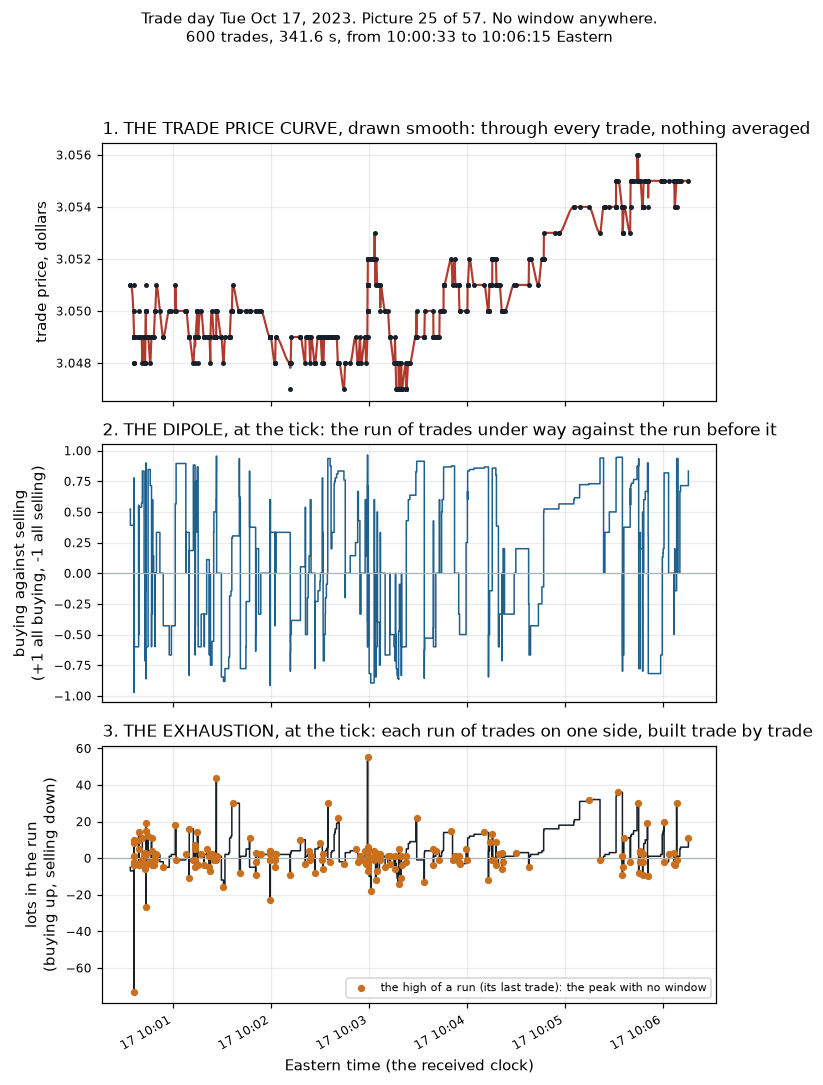 Trade day Tue Oct 17, 2023. Picture 25 of 57. No window anywhere.
600 trades, 341.6 s, from 10:00:33 to 10:06:15 Eastern
1. THE TRADE PRICE CURVE, drawn smooth: through every trade, nothing averaged
trade price, dollars
3.056
3.054
3.052
3.050
3.048
2. THE DIPOLE, at the tick: the run of trades under way against the run before it
buying against selling
(+1 all buying, -1 all selling)
1.00
0.75
0.50
0.25
0.00
−0.25
−0.50
−0.75
−1.00
3. THE EXHAUSTION, at the tick: each run of trades on one side, built trade by trade
lots in the run
(buying up, selling down)
60
40
20
0
−20
−40
−60
the high of a run (its last trade): the peak with no window
17 10:01
17 10:02
17 10:03
17 10:04
17 10:05
17 10:06
Eastern time (the received clock)